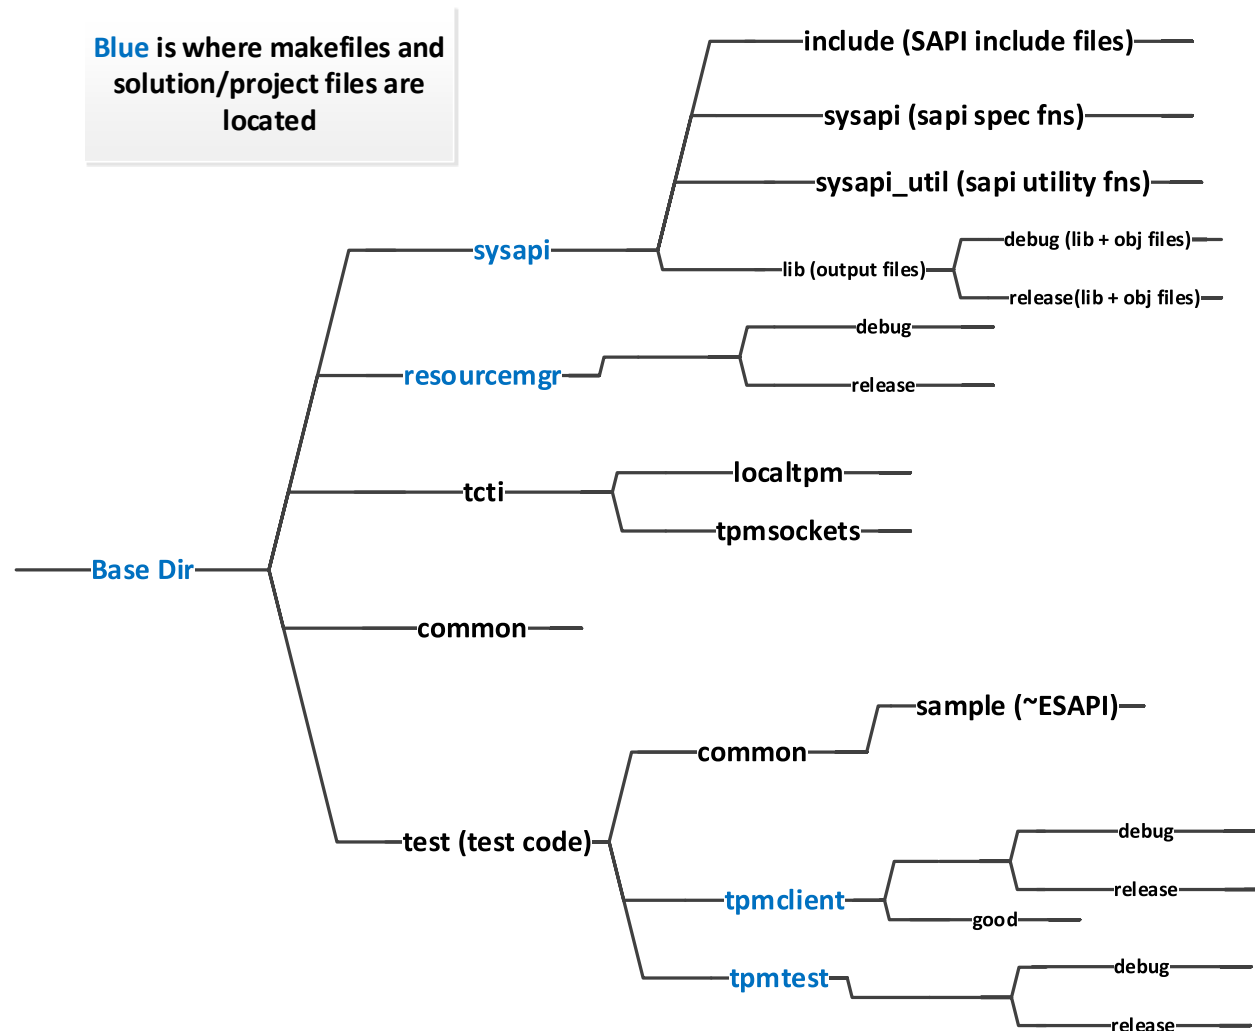 Blue is where makefiles and
solution/project files are
located
include (SAPI include files)
sysapi (sapi spec fns)
sysapi_util (sapi utility fns)
sysapi
debug (lib + obj files)
lib (output files)
release(lib + obj files)
debug
resourcemgr
release
localtpm
tcti
tpmsockets
Base Dir
common
sample (~ESAPI)
common
test (test code)
debug
release
tpmclient
good
debug
tpmtest
release